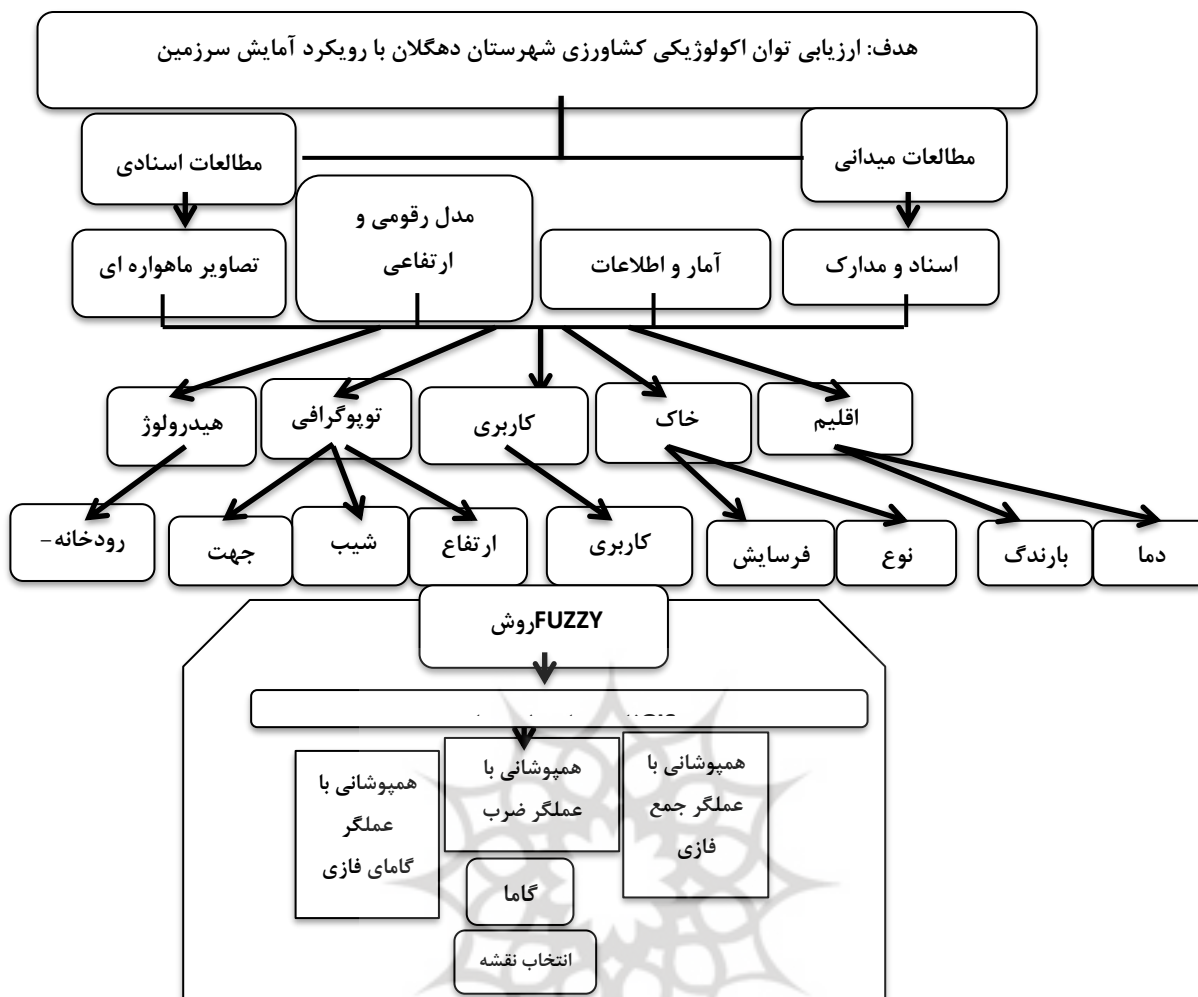 هدف: ارزیابی توان اکولوژیکی کشاورزی شهرستان دهگلان با رویکرد آمایش سرزمین
مطالعات میدانی
مطالعات اسنادی
اسناد و مدارک
آمار و اطلاعات
مدل رقومی و
ارتفاعی
تصاویر ماهواره ای
اقلیم
خاک
کاربری
توپوگرافی
هیدرولوژ
دما
بارندگ
نوع
فرسایش
کاربری
ارتفاع
شیب
جهت
رودخانه–
روشFUZZY
همپوشانی با
عملگر جمع
فازی
همپوشانی با
عملگر ضرب
همپوشانی با
عملگر
گامای فازی
گاما
انتخاب نقشه